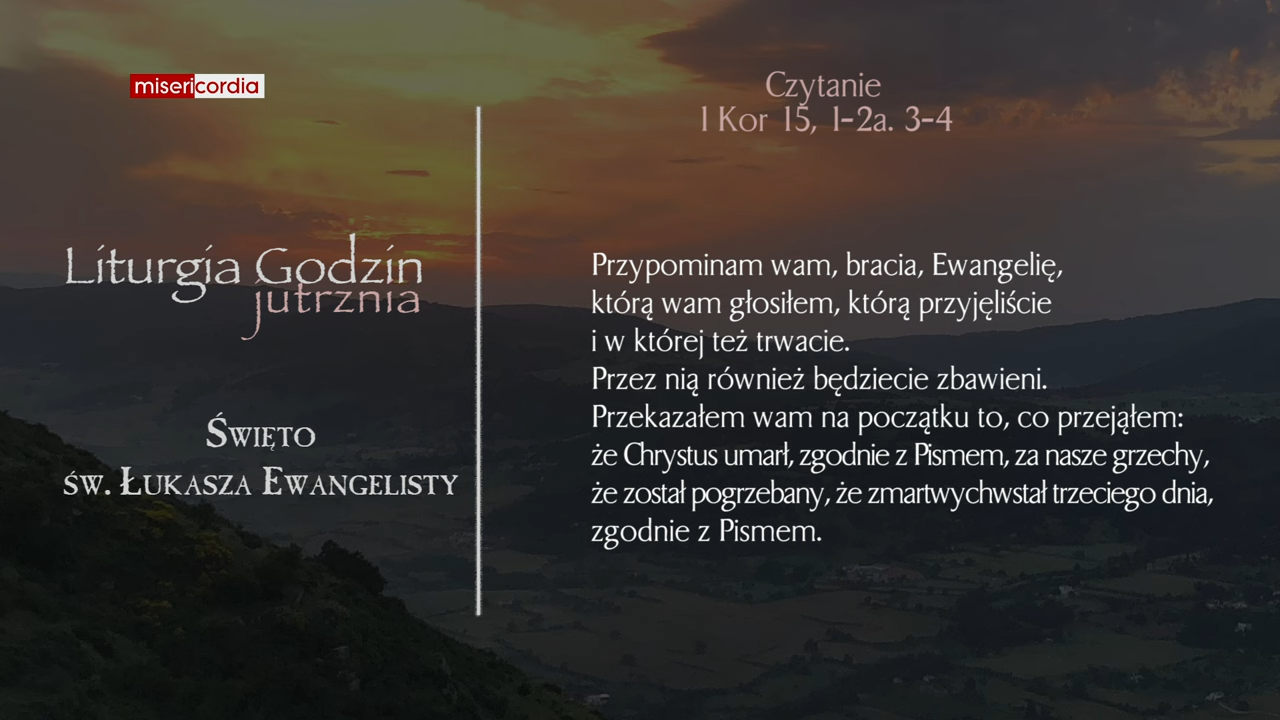 misericordia
Liturgia Godzin
jutrznia
Święto
św. Łukasza Ewangelisty
Czytanie
1 Kor 15, 1-2a. 3-4
Przypominam wam, bracia, Ewangelię,
którą wam głosiłem, którą przyjęliście
i w której też trwacie.
Przez nią również będziecie zbawieni.
Przekazałem wam na początku to, co przejąłem:
że Chrystus umarł, zgodnie z Pismem, za nasze grzechy,
że został pogrzebany, że zmartwychwstał trzeciego dnia,
zgodnie z Pismem.